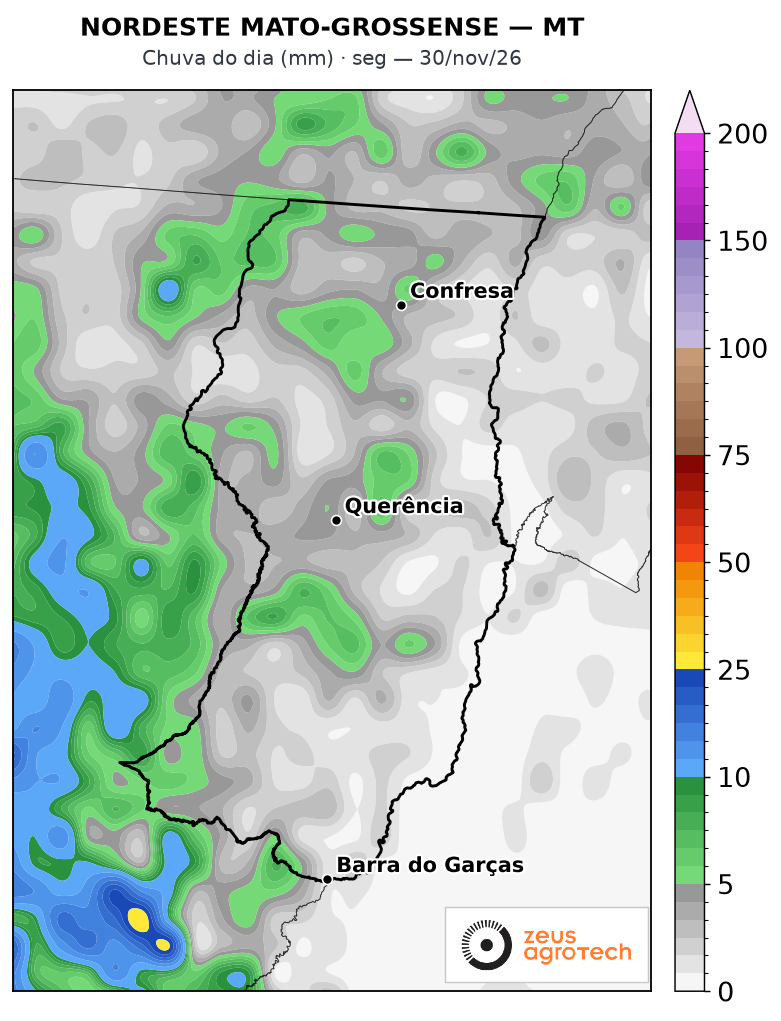 NORDESTE MATO-GROSSENSE — MT
Chuva do dia (mm) · seg — 30/nov/26
200
150
100
75
50
25
10
5
0
Confresa
Querência
Barra do Garças
zeus
agrotech